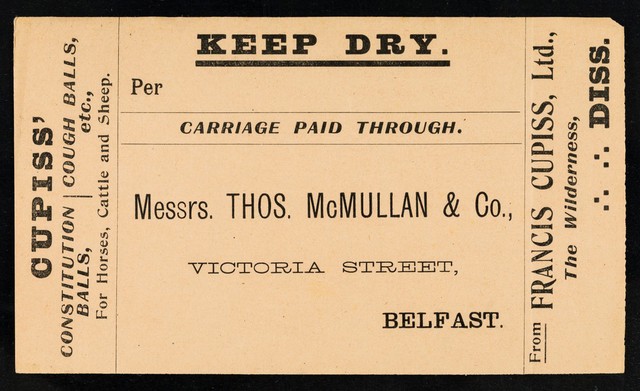 CUPISS'
CONSTITUTION | COUGH BALLS,
BALLS, | etc.,
For Horses, Cattle and Sheep.
KEEP DRY.
Per
CARRIAGE PAID THROUGH.
Messrs. THOS. McMULLAN & Co.,
VICTORIA STREET,
BELFAST.
From FRANCIS CUPISS, Ltd.,
The Wilderness,
∴ ∴ DISS.